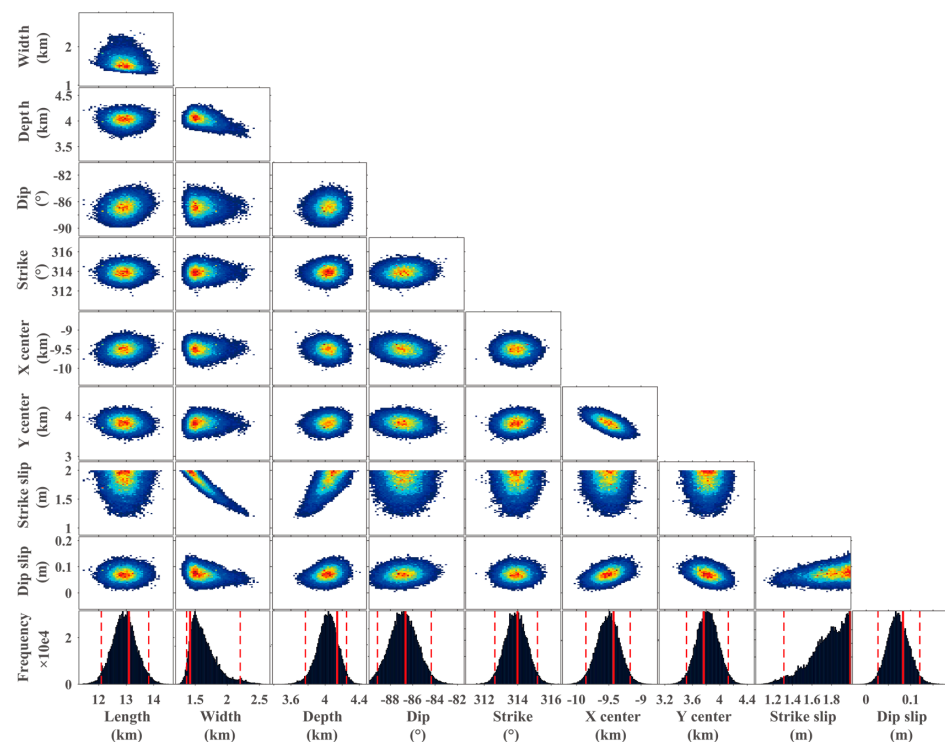 Width
(km)
2
1
Depth
(km)
4.5
3.5
Dip
(°)
-82
-86
-90
Strike
(°)
316
314
312
X center
(km)
-9
-9.5
-10
Y center
(km)
4
3
Strike slip
(m)
2
1.5
1
Dip slip
(m)
0.2
0.1
0
Frequency
×10e4
2
0
12 13 14
1.5 2 2.5
3.6 4 4.4
-88 -86 -84 -82
312 314 316
-10 -9.5 -9
3.2 3.6 4 4.4
1.2 1.4 1.6 1.8
0 0.1
Length
(km)
Width
(km)
Depth
(km)
Dip
(°)
Strike
(°)
X center
(km)
Y center
(km)
Strike slip
(m)
Dip slip
(m)